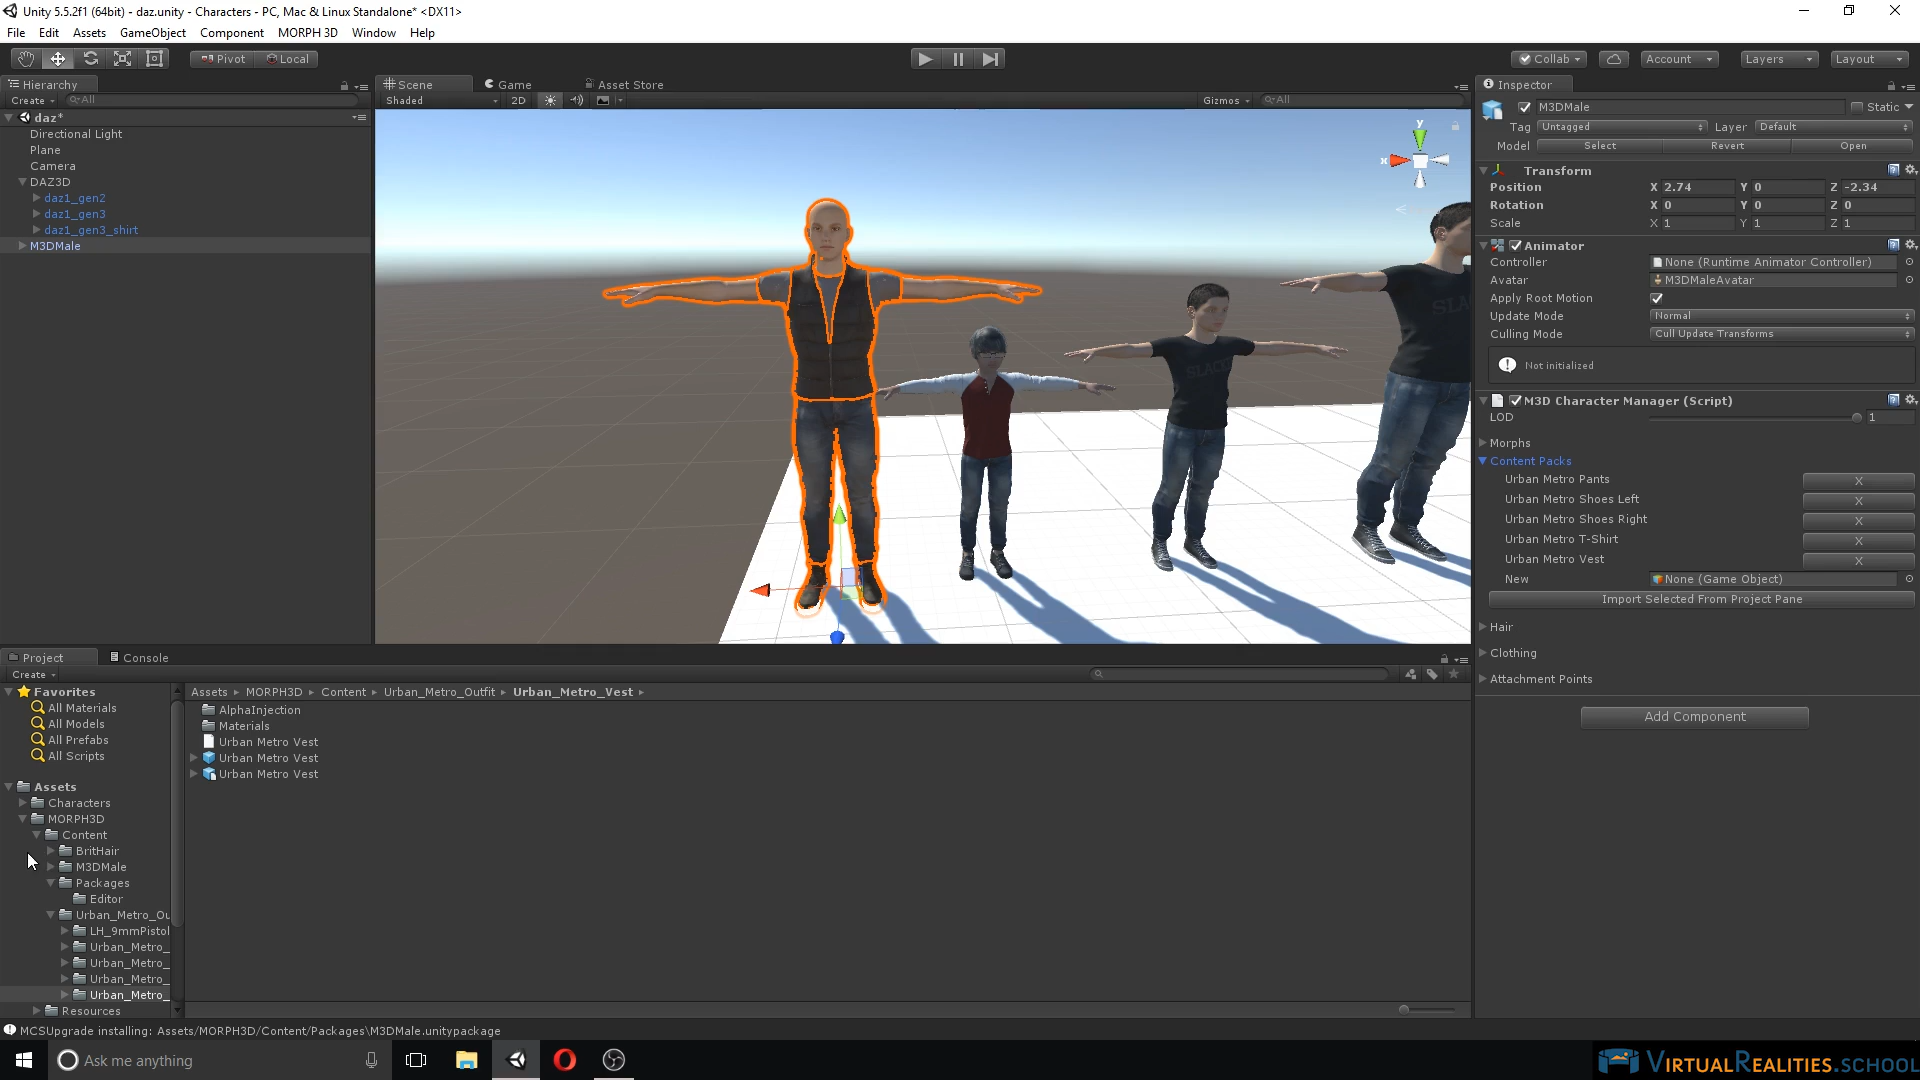 Unity 5.5.2f1 (64bit) - daz.unity - Characters - PC, Mac & Linux Standalone* <DX11>
File Edit Assets GameObject Component MORPH 3D Window Help
Pivot Local
Collab Account Layers Layout
Hierarchy
Create All
daz*
Directional Light
Plane
Camera
DAZ3D
daz1_gen2
daz1_gen3
daz1_gen3_shirt
M3DMale
Scene Game Asset Store
Shaded 2D Gizmos All
y
x
SLACKER
Inspector
M3DMale Static
Tag Untagged Layer Default
Model Select Revert Open
Transform
Position X 2.74 Y 0 Z -2.34
Rotation X 0 Y 0 Z 0
Scale X 1 Y 1 Z 1
Animator
Controller None (Runtime Animator Controller)
Avatar M3DMaleAvatar
Apply Root Motion
Update Mode Normal
Culling Mode Cull Update Transforms
Not initialized
M3D Character Manager (Script)
LOD 1
Morphs
Content Packs
Urban Metro Pants X
Urban Metro Shoes Left X
Urban Metro Shoes Right X
Urban Metro T-Shirt X
Urban Metro Vest X
New None (Game Object)
Import Selected From Project Pane
Hair
Clothing
Attachment Points
Add Component
Project Console
Create
Favorites
All Materials
All Models
All Prefabs
All Scripts
Assets
Characters
MORPH3D
Content
BritHair
M3DMale
Packages
Editor
Urban_Metro_Ou
LH_9mmPistol
Urban_Metro_
Urban_Metro_
Urban_Metro_
Urban_Metro_
Resources
Assets MORPH3D Content Urban_Metro_Outfit Urban_Metro_Vest
AlphaInjection
Materials
Urban Metro Vest
Urban Metro Vest
Urban Metro Vest
MCSUpgrade installing: Assets/MORPH3D/Content/Packages\M3DMale.unitypackage
Ask me anything
VIRTUALREALITIES.SCHOOL